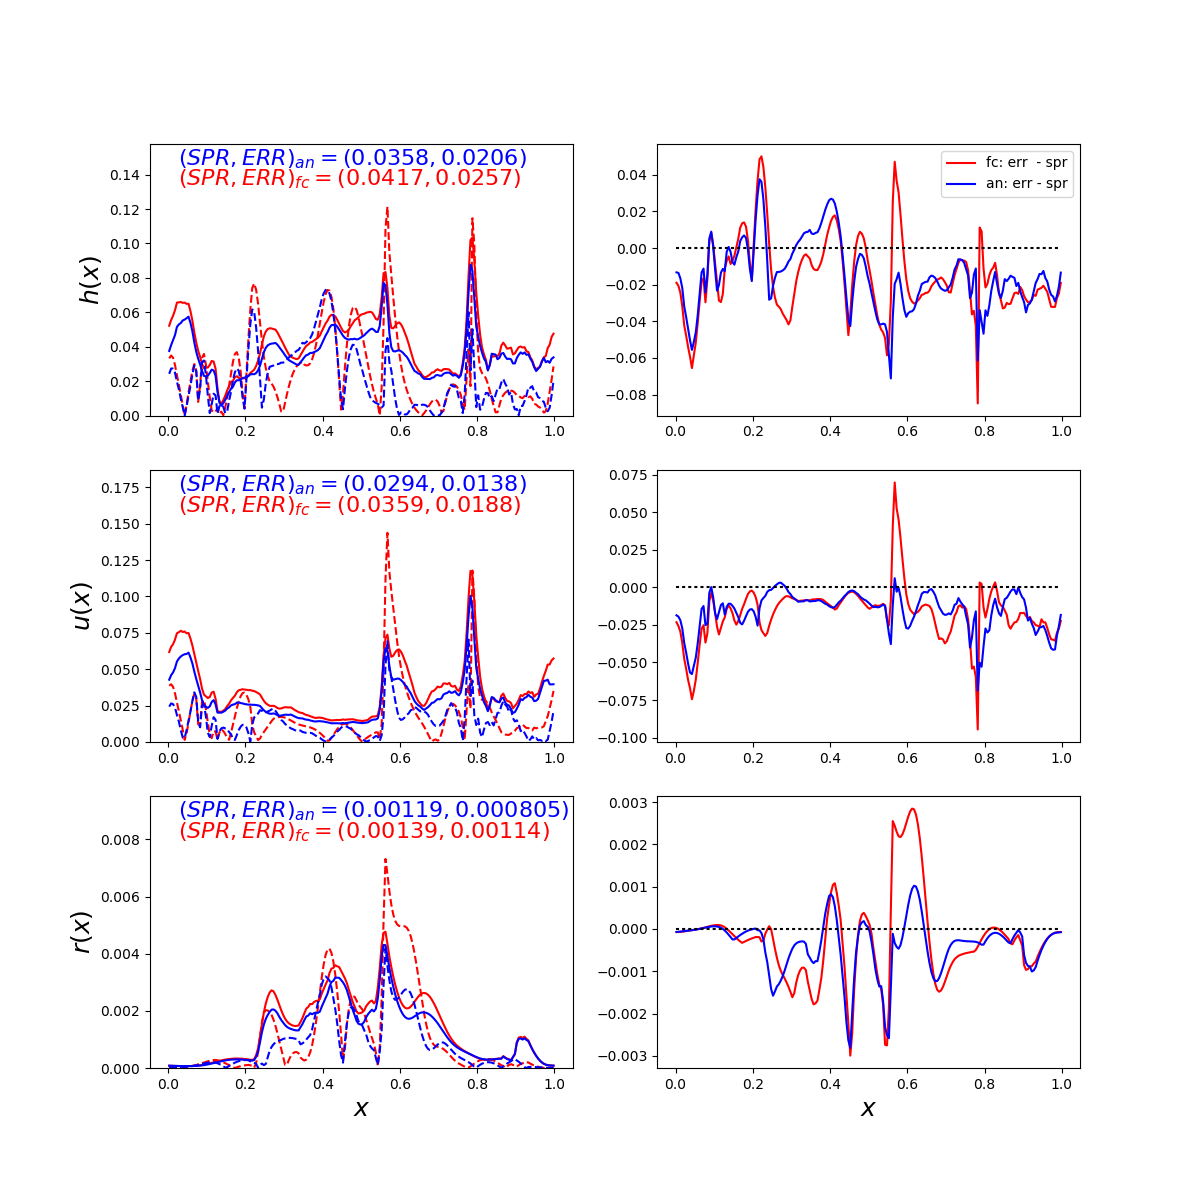 (SPR, ERR)an = (0.0358, 0.0206)
(SPR, ERR)fc = (0.0417, 0.0257)
h(x)
0.14
0.12
0.10
0.08
0.06
0.04
0.02
0.00
0.0 0.2 0.4 0.6 0.8 1.0
fc: err - spr
an: err - spr
0.04
0.02
0.00
−0.02
−0.04
−0.06
−0.08
0.0 0.2 0.4 0.6 0.8 1.0
(SPR, ERR)an = (0.0294, 0.0138)
(SPR, ERR)fc = (0.0359, 0.0188)
u(x)
0.175
0.150
0.125
0.100
0.075
0.050
0.025
0.000
0.0 0.2 0.4 0.6 0.8 1.0
0.075
0.050
0.025
0.000
−0.025
−0.050
−0.075
−0.100
0.0 0.2 0.4 0.6 0.8 1.0
(SPR, ERR)an = (0.00119, 0.000805)
(SPR, ERR)fc = (0.00139, 0.00114)
r(x)
0.008
0.006
0.004
0.002
0.000
0.0 0.2 0.4 0.6 0.8 1.0
x
0.003
0.002
0.001
0.000
−0.001
−0.002
−0.003
0.0 0.2 0.4 0.6 0.8 1.0
x